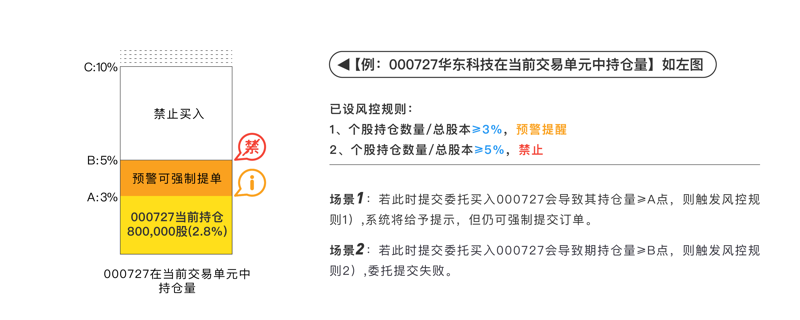 C:10%
禁止买入
B:5%
禁
预警可强制提单
A:3%
000727当前持仓
800,000股(2.8%)
000727在当前交易单元中
持仓量
【例：000727华东科技在当前交易单元中持仓量】如左图
已设风控规则：
1、个股持仓数量/总股本≥3%，预警提醒
2、个股持仓数量/总股本≥5%，禁止
场景1：若此时提交委托买入000727会导致其持仓量≥A点，则触发风控规
则1）,系统将给予提示，但仍可强制提交订单。
场景2：若此时提交委托买入000727会导致期持仓量≥B点，则触发风控规
则2）,委托提交失败。